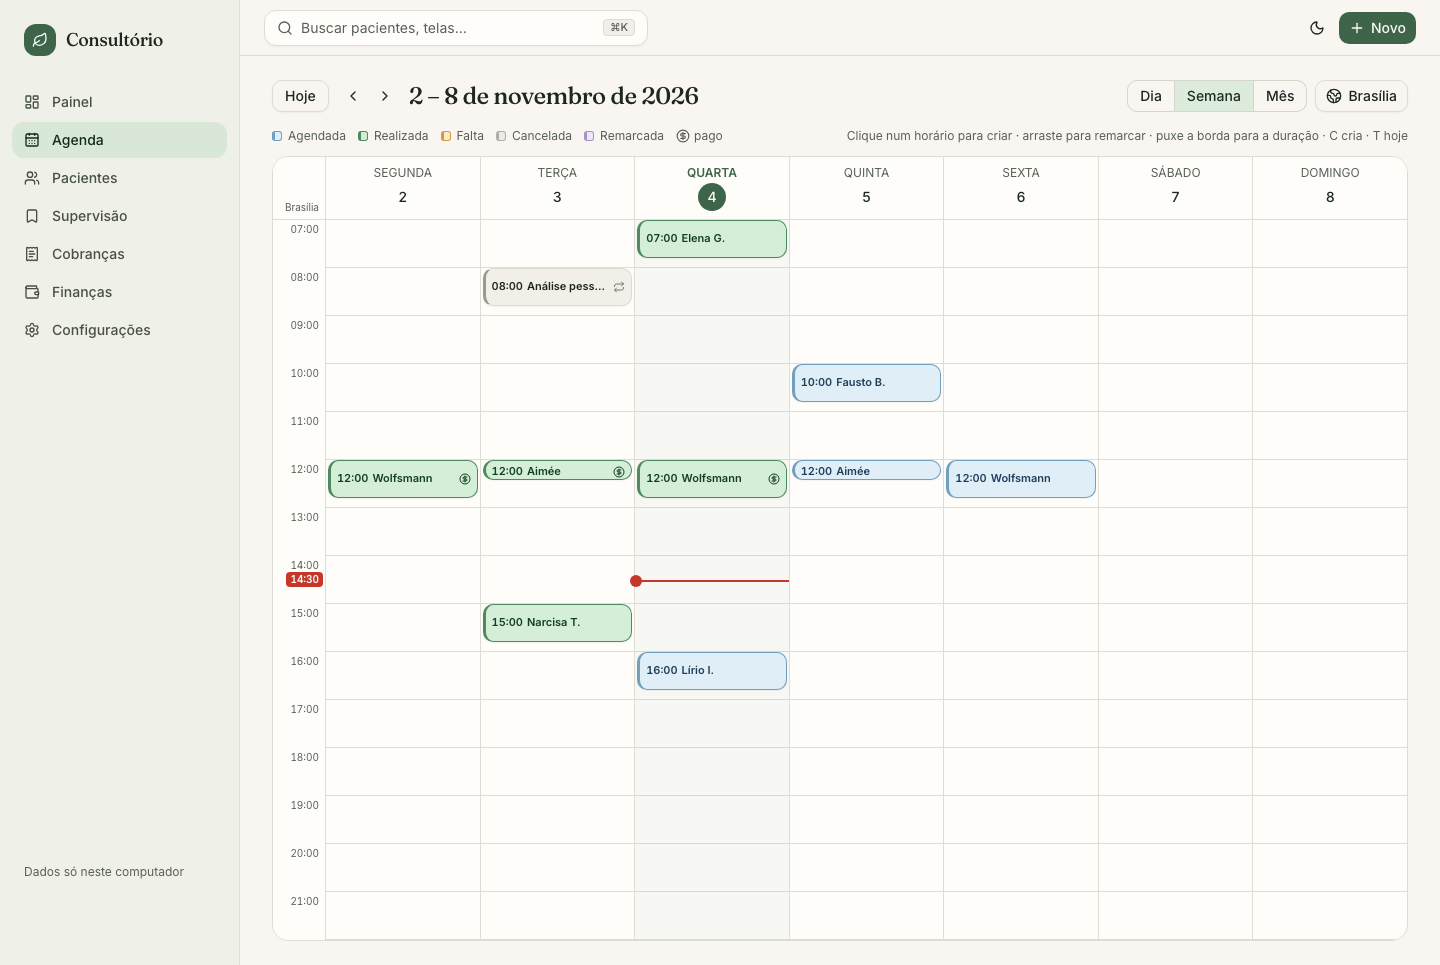 Consultório
Buscar pacientes, telas...
⌘K
Novo
Painel
Agenda
Pacientes
Supervisão
Cobranças
Finanças
Configurações
Dados só neste computador
Hoje
2 – 8 de novembro de 2026
Dia Semana Mês
Brasília
Agendada Realizada Falta Cancelada Remarcada pago
Clique num horário para criar · arraste para remarcar · puxe a borda para a duração · C cria · T hoje
Brasília
SEGUNDA 2
TERÇA 3
QUARTA 4
QUINTA 5
SEXTA 6
SÁBADO 7
DOMINGO 8
07:00
07:00 Elena G.
08:00
08:00 Análise pess...
09:00
10:00
10:00 Fausto B.
11:00
12:00
12:00 Wolfsmann
12:00 Aimée
12:00 Wolfsmann
12:00 Aimée
12:00 Wolfsmann
13:00
14:00
14:30
15:00
15:00 Narcisa T.
16:00
16:00 Lírio I.
17:00
18:00
19:00
20:00
21:00